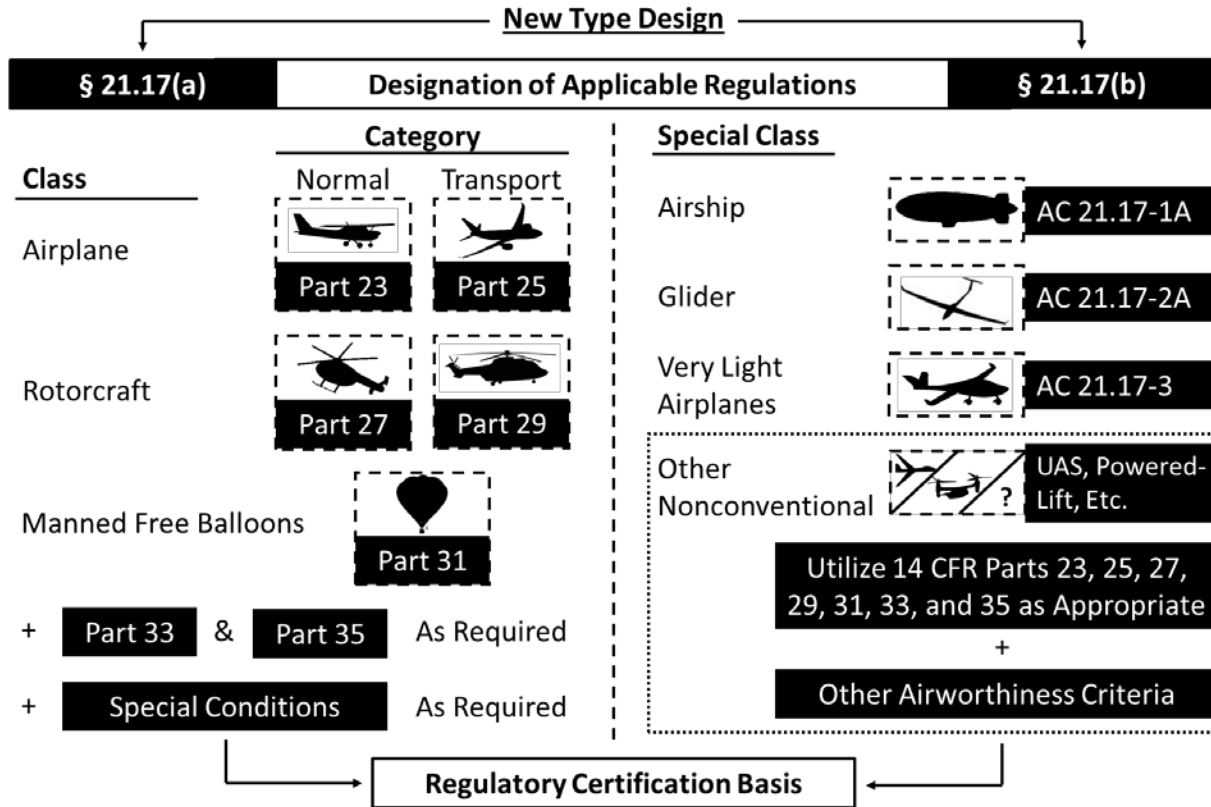 New Type Design
§ 21.17(a)
Designation of Applicable Regulations
§ 21.17(b)
Category
Class
Normal
Transport
Airplane
Part 23
Part 25
Rotorcraft
Part 27
Part 29
Manned Free Balloons
Part 31
+ Part 33 & Part 35 As Required
+ Special Conditions As Required
Special Class
Airship
AC 21.17-1A
Glider
AC 21.17-2A
Very Light
Airplanes
AC 21.17-3
Other
Nonconventional
?
UAS, Powered-
Lift, Etc.
Utilize 14 CFR Parts 23, 25, 27,
29, 31, 33, and 35 as Appropriate
+
Other Airworthiness Criteria
Regulatory Certification Basis